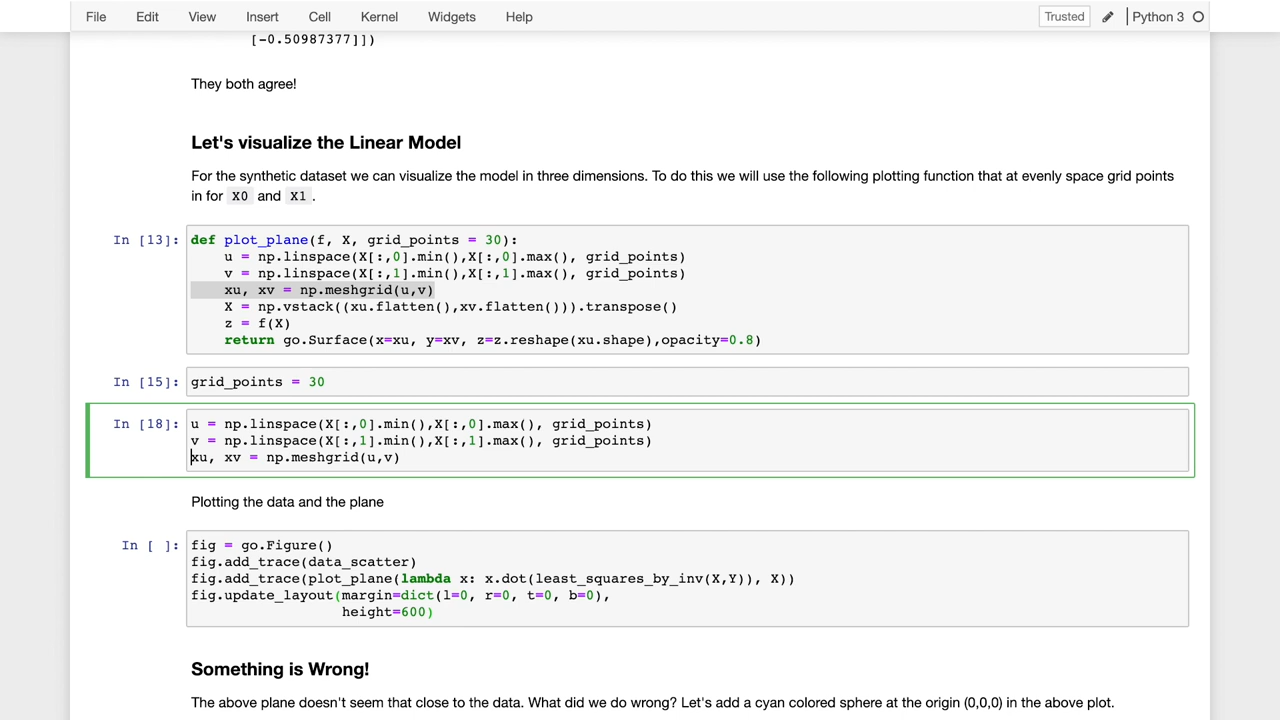 File Edit View Insert Cell Kernel Widgets Help Trusted Python 3
[-0.50987377]])
They both agree!
Let's visualize the Linear Model
For the synthetic dataset we can visualize the model in three dimensions. To do this we will use the following plotting function that at evenly space grid points
in for X0 and X1 .
In [13]: def plot_plane(f, X, grid_points = 30):
u = np.linspace(X[:,0].min(),X[:,0].max(), grid_points)
v = np.linspace(X[:,1].min(),X[:,1].max(), grid_points)
xu, xv = np.meshgrid(u,v)
X = np.vstack((xu.flatten(),xv.flatten())).transpose()
z = f(X)
return go.Surface(x=xu, y=xv, z=z.reshape(xu.shape),opacity=0.8)
In [15]: grid_points = 30
In [18]: u = np.linspace(X[:,0].min(),X[:,0].max(), grid_points)
v = np.linspace(X[:,1].min(),X[:,1].max(), grid_points)
xu, xv = np.meshgrid(u,v)
Plotting the data and the plane
In [ ]: fig = go.Figure()
fig.add_trace(data_scatter)
fig.add_trace(plot_plane(lambda x: x.dot(least_squares_by_inv(X,Y)), X))
fig.update_layout(margin=dict(l=0, r=0, t=0, b=0),
height=600)
Something is Wrong!
The above plane doesn't seem that close to the data. What did we do wrong? Let's add a cyan colored sphere at the origin (0,0,0) in the above plot.